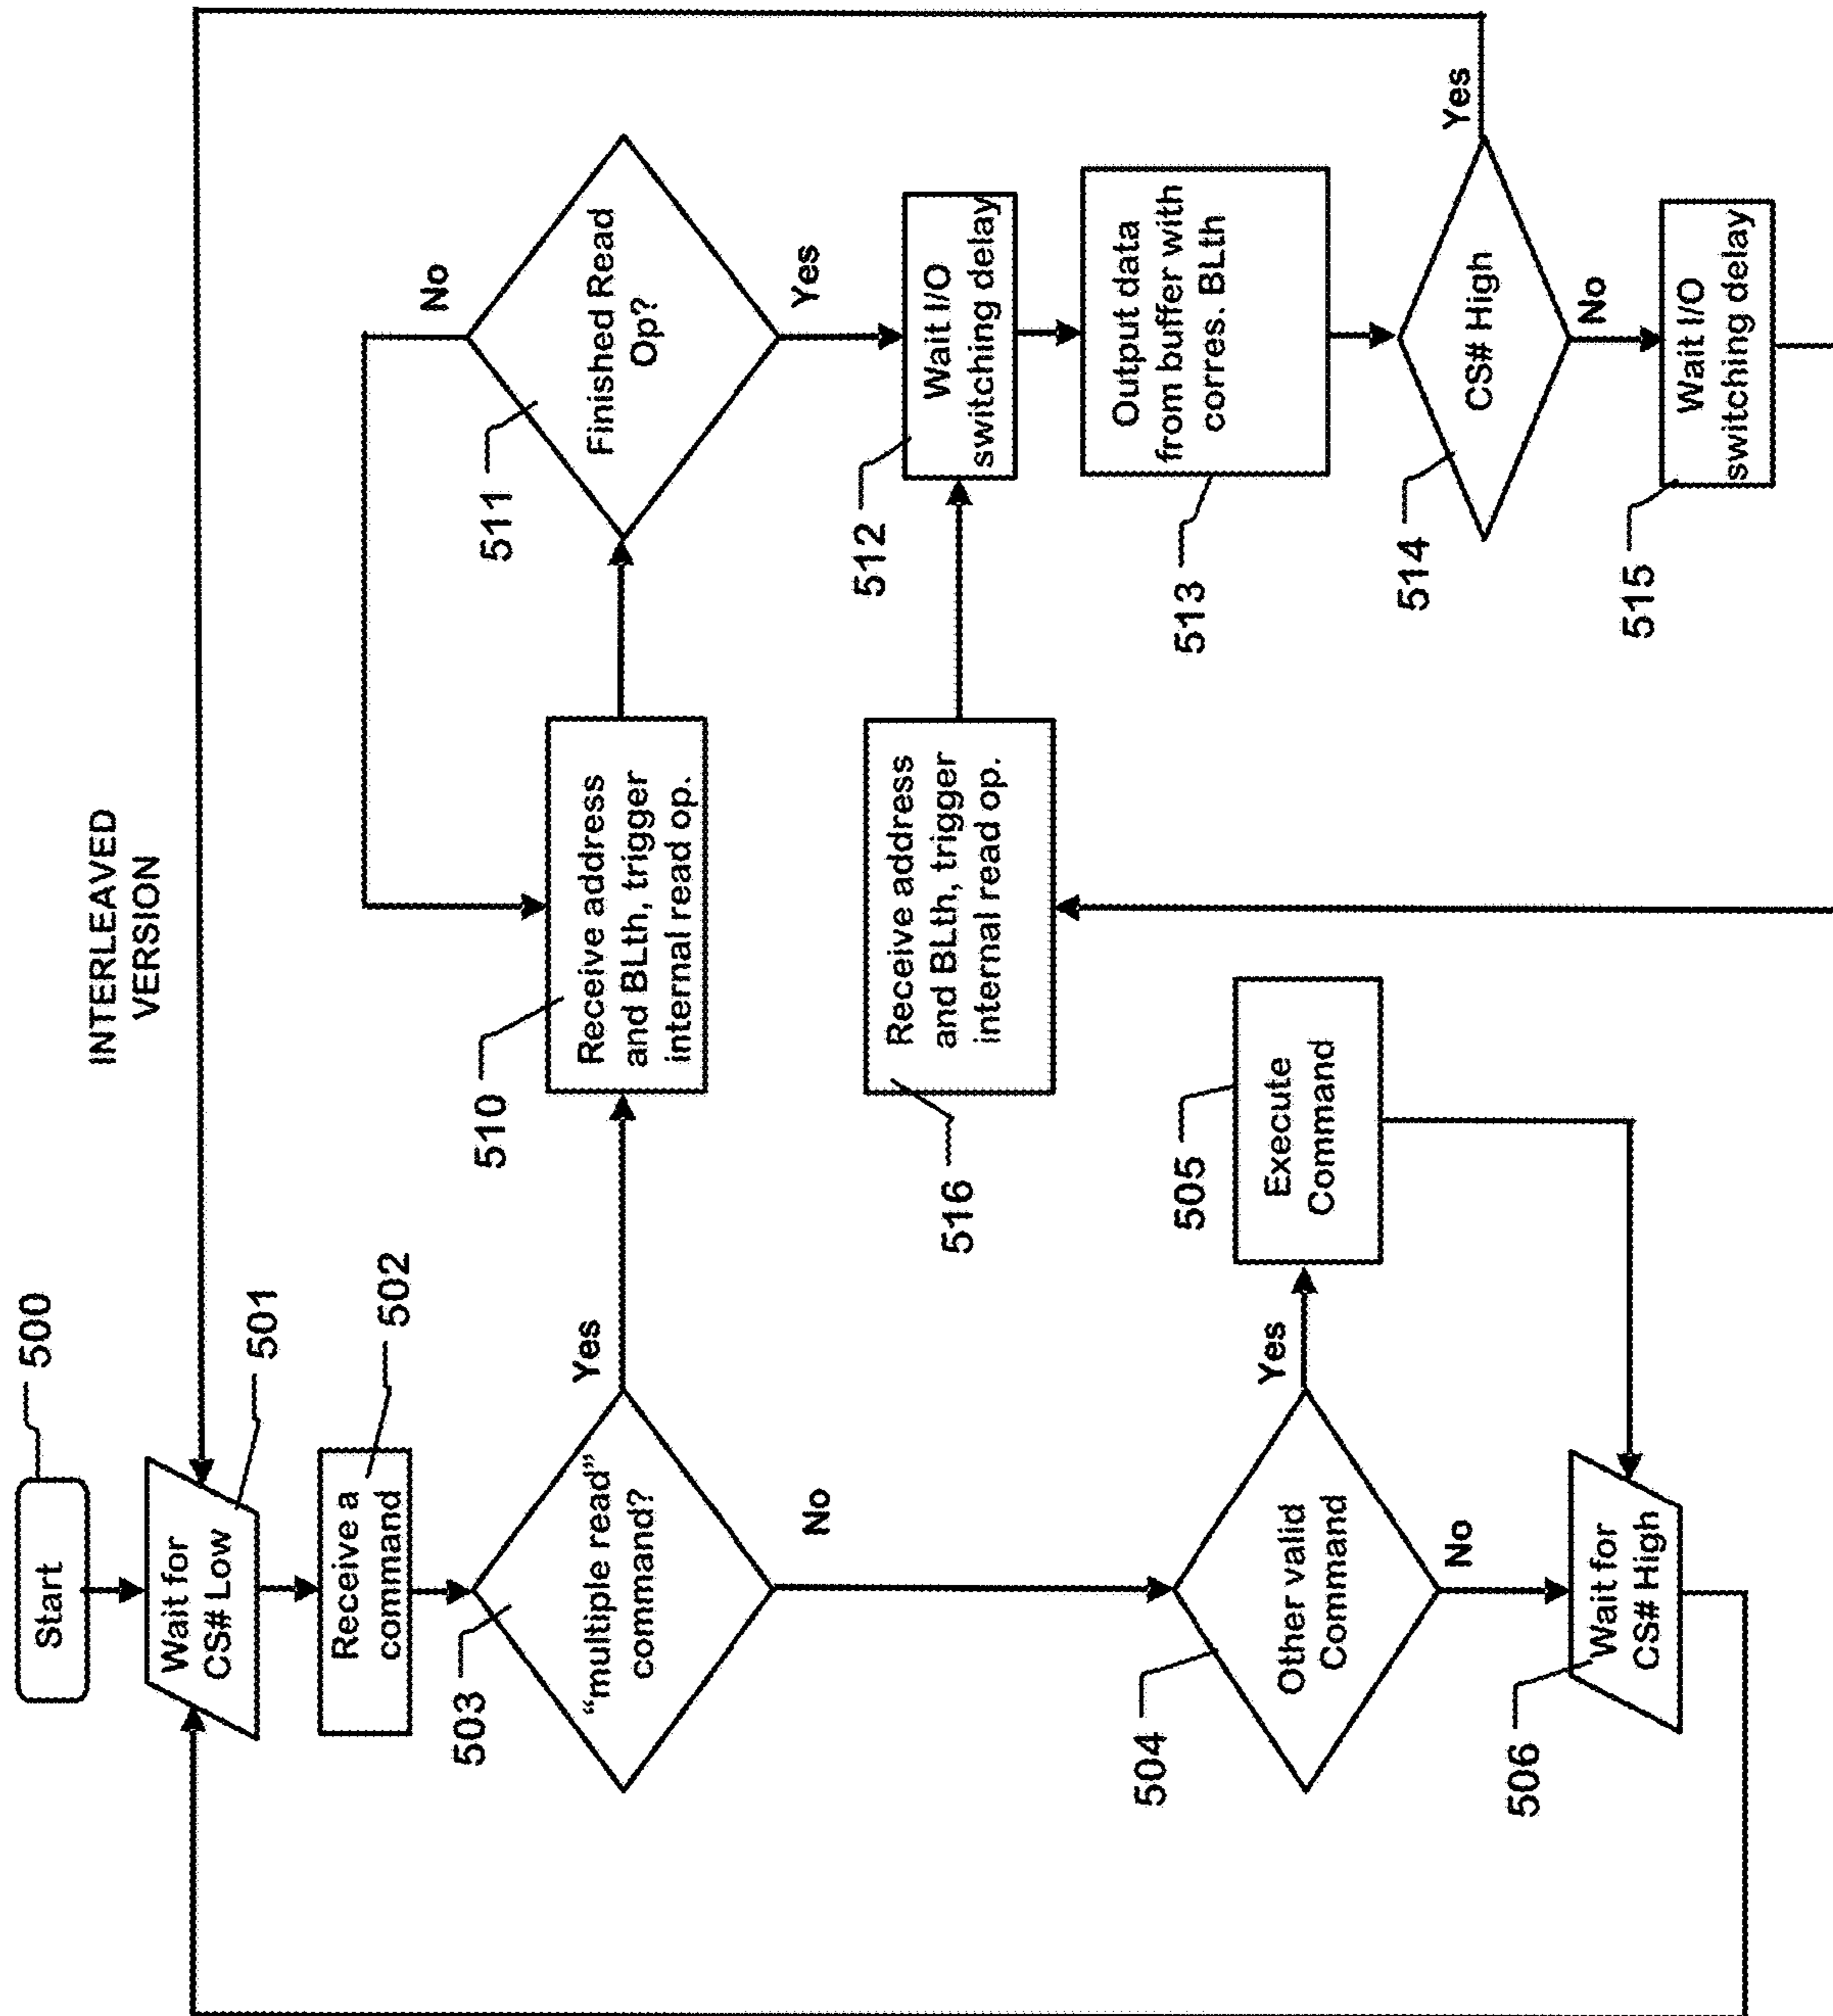 INTERLEAVED
VERSION
Start
500
Wait for
CS# Low
501
Receive a
command
502
“multiple read”
command?
503
Yes
No
Other valid
Command
504
Yes
No
Execute
Command
505
Wait for
CS# High
506
Receive address
and BLth, trigger
internal read op.
510
Finished Read
Op?
511
No
Yes
Wait I/O
switching delay
512
Output data
from buffer with
corres. BLth
513
CS# High
514
Yes
No
Wait I/O
switching delay
515
Receive address
and BLth, trigger
internal read op.
516